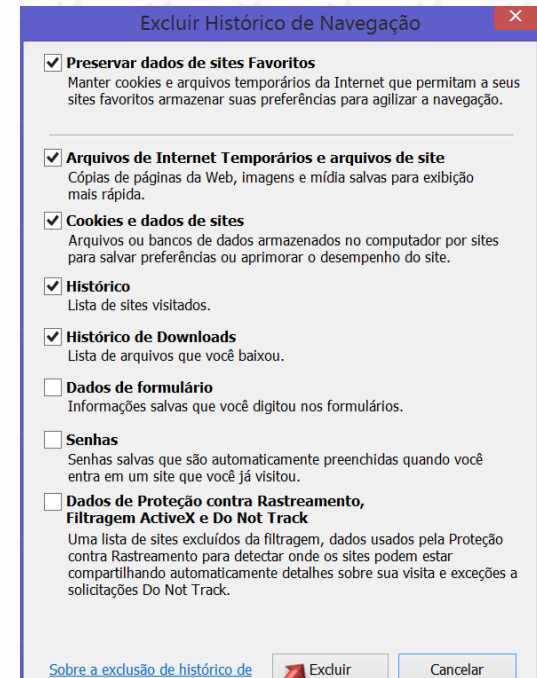 Excluir Histórico de Navegação
Preservar dados de sites Favoritos
Manter cookies e arquivos temporários da Internet que permitam a seus
sites favoritos armazenar suas preferências para agilizar a navegação.
Arquivos de Internet Temporários e arquivos de site
Cópias de páginas da Web, imagens e mídia salvas para exibição
mais rápida.
Cookies e dados de sites
Arquivos ou bancos de dados armazenados no computador por sites
para salvar preferências ou aprimorar o desempenho do site.
Histórico
Lista de sites visitados.
Histórico de Downloads
Lista de arquivos que você baixou.
Dados de formulário
Informações salvas que você digitou nos formulários.
Senhas
Senhas salvas que são automaticamente preenchidas quando você
entra em um site que você já visitou.
Dados de Proteção contra Rastreamento,
Filtragem ActiveX e Do Not Track
Uma lista de sites excluídos da filtragem, dados usados pela Proteção
contra Rastreamento para detectar onde os sites podem estar
compartilhando automaticamente detalhes sobre sua visita e exceções a
solicitações Do Not Track.
Sobre a exclusão de histórico de
Excluir
Cancelar